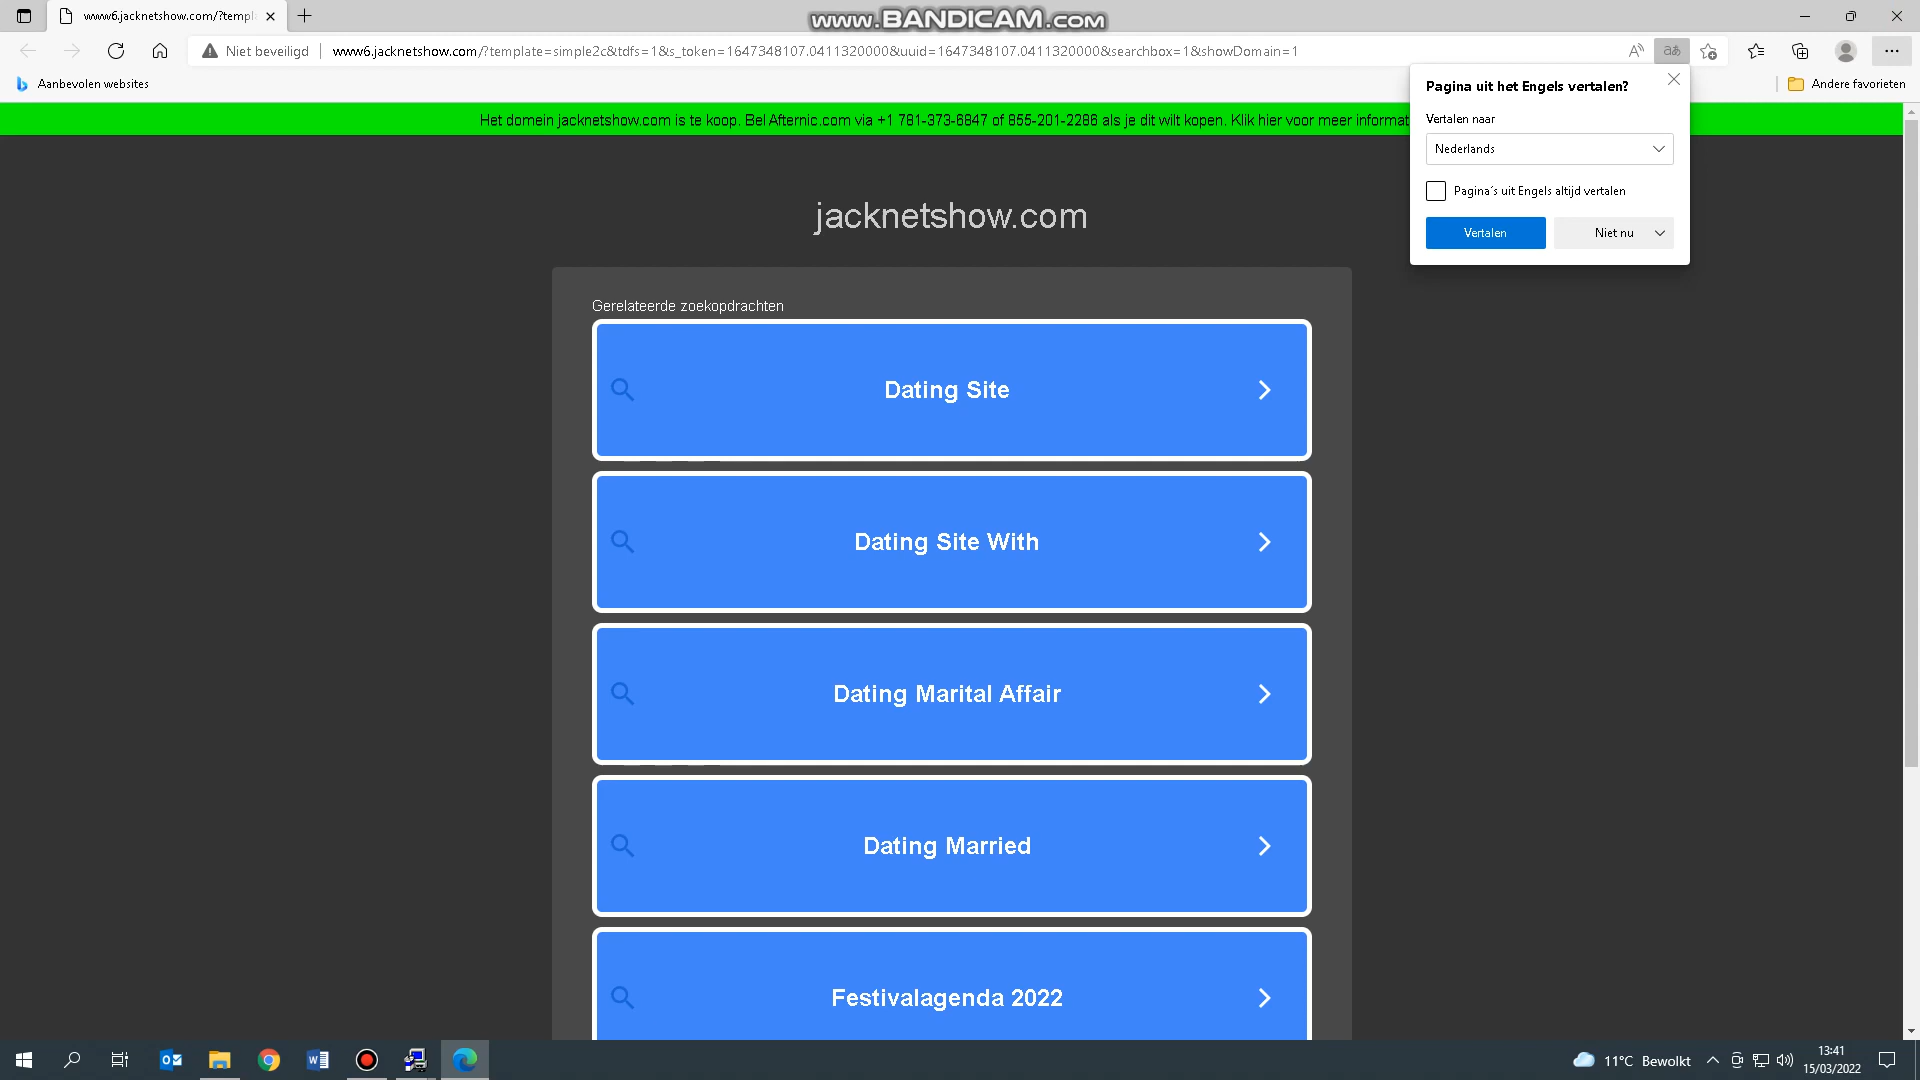 www6.jacknetshow.com/?templ
www.BANDICAM.com
Niet beveiligd
www6.jacknetshow.com/?template=simple2c&tdfs=1&s_token=1647348107.0411320000&uuid=1647348107.0411320000&searchbox=1&showDomain=1
Aanbevolen websites
Andere favorieten
Pagina uit het Engels vertalen?
Vertalen naar
Nederlands
Pagina's uit Engels altijd vertalen
Vertalen
Niet nu
Het domein jacknetshow.com is te koop. Bel Afternic.com via +1 781-373-6847 of 855-201-2286 als je dit wilt kopen. Klik hier voor meer informat
jacknetshow.com
Gerelateerde zoekopdrachten
Dating Site
Dating Site With
Dating Marital Affair
Dating Married
Festivalagenda 2022
11°C Bewolkt
13:41
15/03/2022